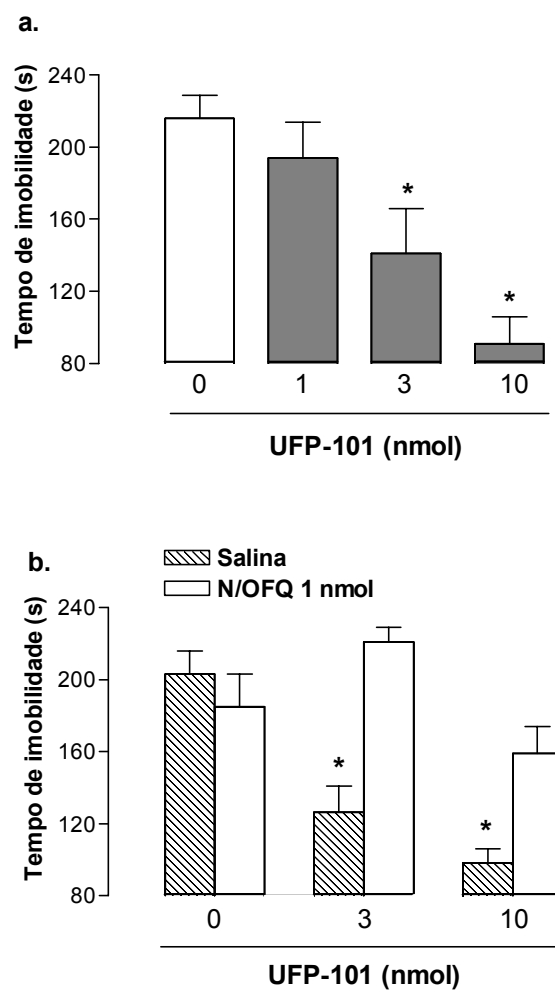 a.
Tempo de imobilidade (s)
240
200
160
120
80
*
*
0 1 3 10
UFP-101 (nmol)
b.
Salina
N/OFQ 1 nmol
Tempo de imobilidade (s)
240
200
160
120
80
*
*
0 3 10
UFP-101 (nmol)